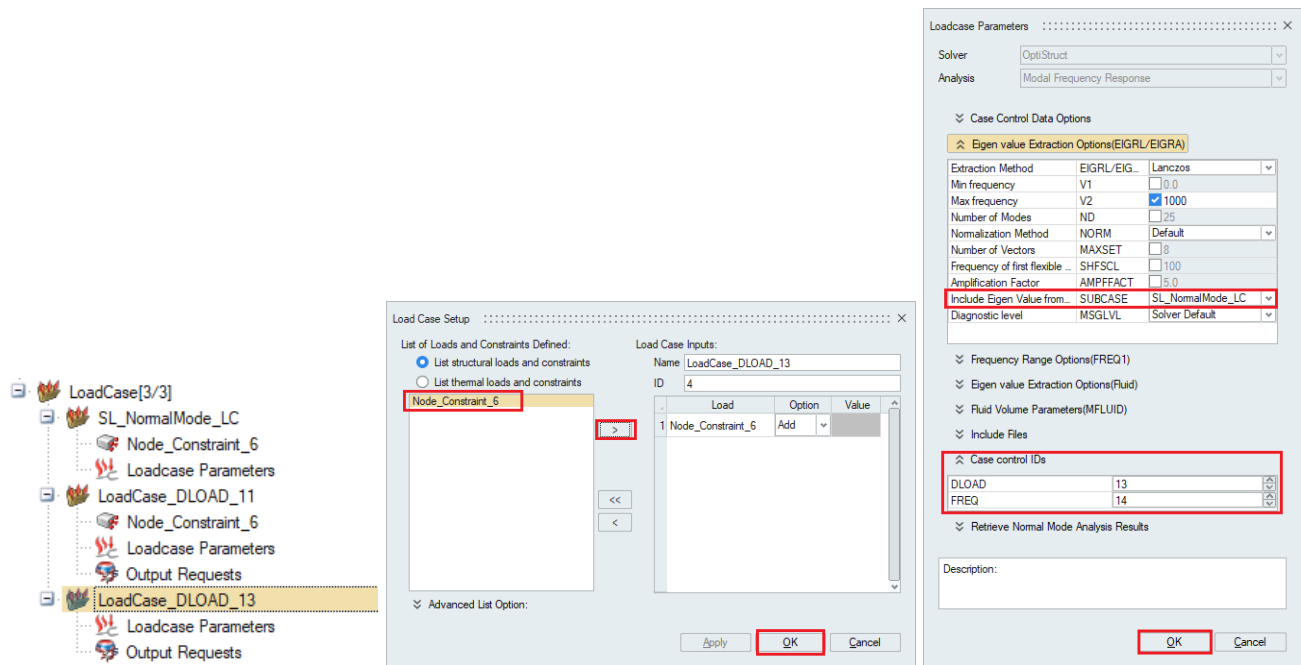 LoadCase[3/3]
SL_NormalMode_LC
Node_Constraint_6
Loadcase Parameters
LoadCase_DLOAD_11
Node_Constraint_6
Loadcase Parameters
Output Requests
LoadCase_DLOAD_13
Loadcase Parameters
Output Requests
Load Case Setup
List of Loads and Constraints Defined:
List structural loads and constraints
List thermal loads and constraints
Node_Constraint_6
>
<<
<
Advanced List Option:
Load Case Inputs:
Name LoadCase_DLOAD_13
ID 4
Load Option Value
1 Node_Constraint_6 Add
Apply OK Cancel
Loadcase Parameters
Solver OptiStruct
Analysis Modal Frequency Response
Case Control Data Options
Eigen value Extraction Options(EIGRL/EIGRA)
Extraction Method EIGRL/EIG... Lanczos
Min frequency V1 0.0
Max frequency V2 1000
Number of Modes ND 25
Normalization Method NORM Default
Number of Vectors MAXSET 8
Frequency of first flexible ... SHFSCL 100
Amplification Factor AMPFFACT 5.0
Include Eigen Value from... SUBCASE SL_NormalMode_LC
Diagnostic level MSGLVL Solver Default
Frequency Range Options(FREQ1)
Eigen value Extraction Options(Fluid)
Fluid Volume Parameters(MFLUID)
Include Files
Case control IDs
DLOAD 13
FREQ 14
Retrieve Normal Mode Analysis Results
Description:
OK Cancel